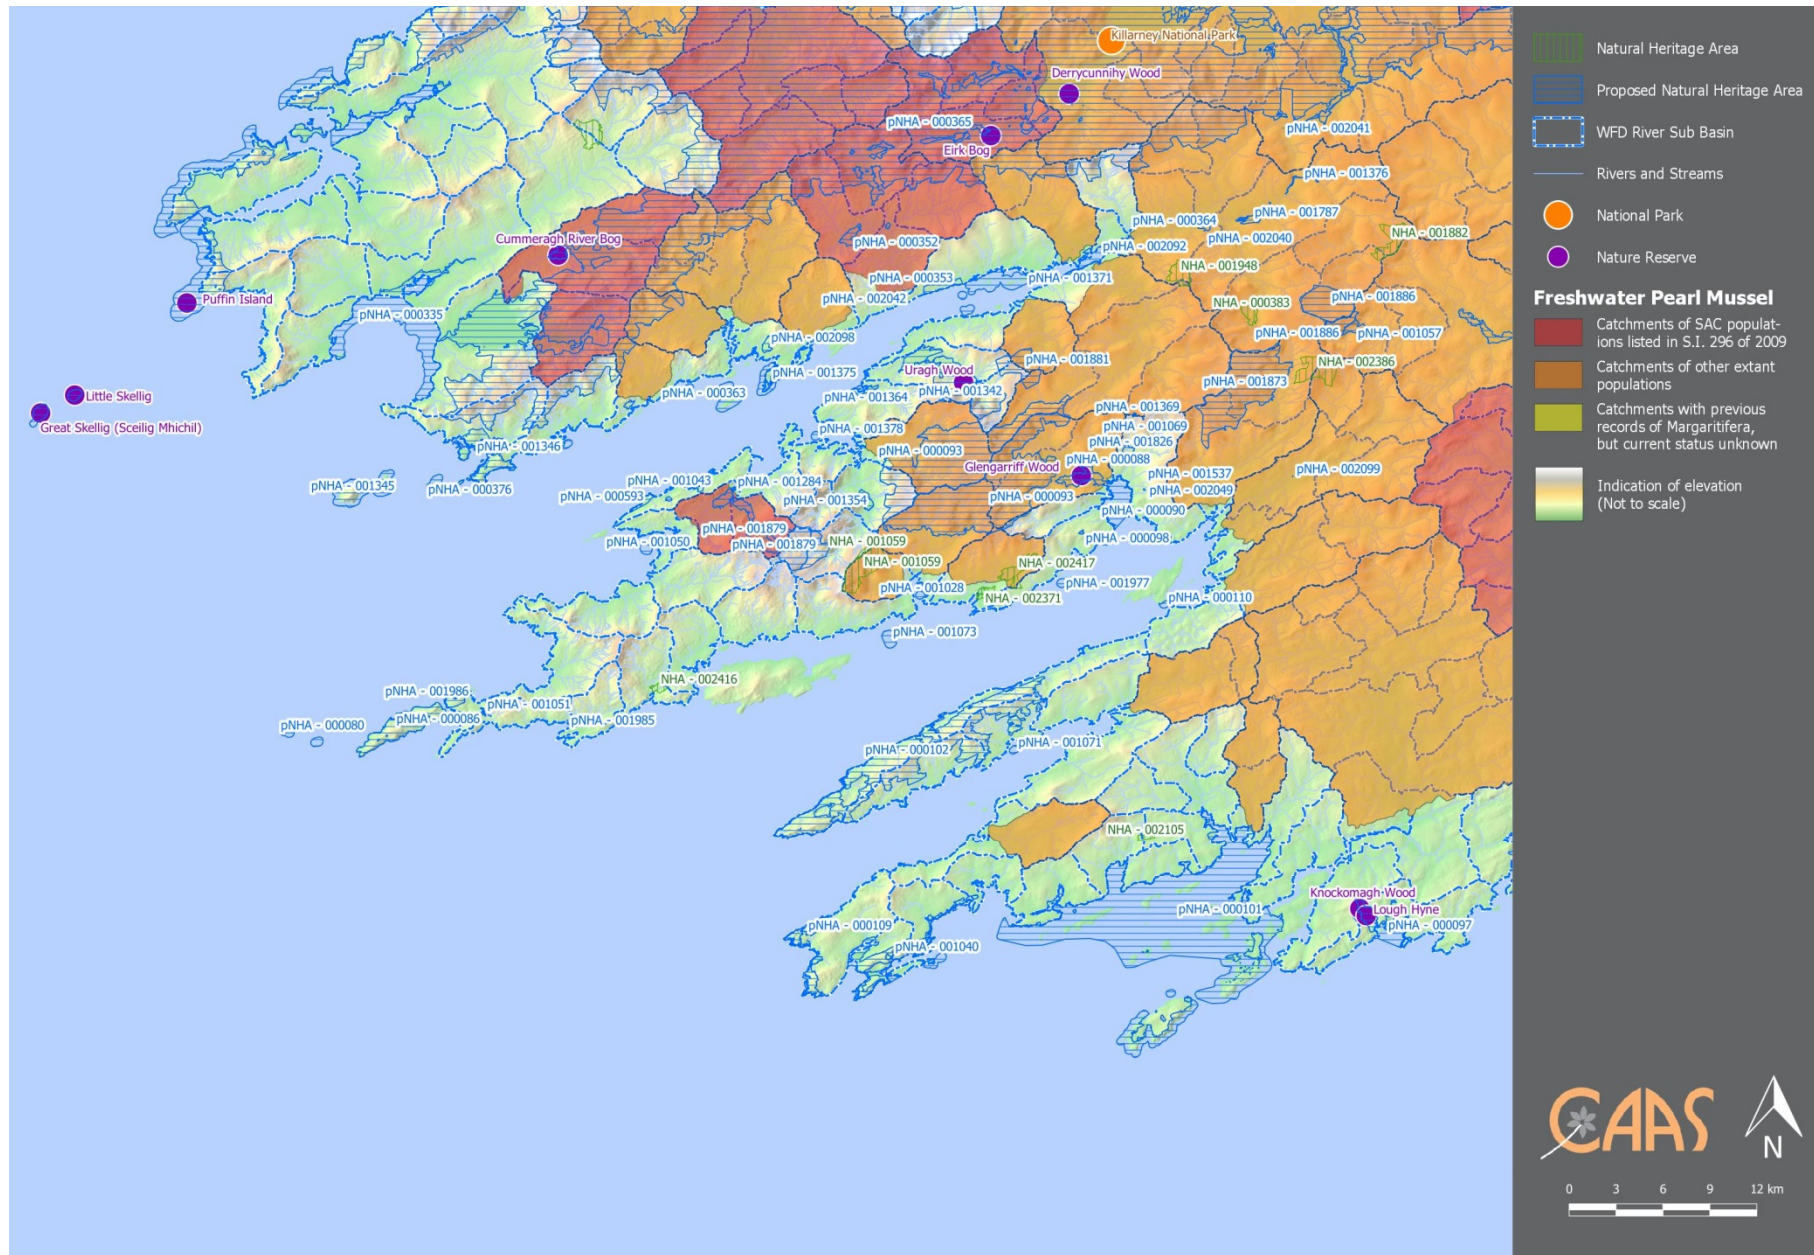 Killarney National Park
Derrycunnihy Wood
pNHA - 000365
Eirk Bog
pNHA - 002041
pNHA - 001376
pNHA - 000364
pNHA - 001787
NHA - 001882
Cummeragh River Bog
pNHA - 000352
pNHA - 002092
pNHA - 002040
NHA - 001948
pNHA - 000353
pNHA - 001371
Puffin Island
pNHA - 002042
NHA - 000383
pNHA - 001886
pNHA - 000335
pNHA - 002098
pNHA - 001886
pNHA - 001057
pNHA - 001881
NHA - 002386
Uragh Wood
pNHA - 001375
pNHA - 001873
pNHA - 000363
pNHA - 001364
pNHA - 001342
Little Skellig
Great Skellig (Sceilig Mhichil)
pNHA - 001369
pNHA - 001069
pNHA - 001378
pNHA - 001826
pNHA - 001346
pNHA - 000093
pNHA - 000088
Glengarriff Wood
pNHA - 002099
pNHA - 001537
pNHA - 001345
pNHA - 000376
pNHA - 001043
pNHA - 001284
pNHA - 002049
pNHA - 000593
pNHA - 001354
pNHA - 000093
pNHA - 000090
pNHA - 001879
pNHA - 001050
pNHA - 001879
NHA - 001059
pNHA - 000098
NHA - 001059
NHA - 002417
pNHA - 001028
pNHA - 001977
NHA - 002371
pNHA - 000110
pNHA - 001073
NHA - 002416
pNHA - 001986
pNHA - 001051
pNHA - 000080
pNHA - 000086
pNHA - 001985
pNHA - 000102
pNHA - 001071
NHA - 002105
Knockomagh Wood
pNHA - 000101
Lough Hyne
pNHA - 000109
pNHA - 000097
pNHA - 001040
Natural Heritage Area
Proposed Natural Heritage Area
WFD River Sub Basin
Rivers and Streams
National Park
Nature Reserve
Freshwater Pearl Mussel
Catchments of SAC populat-
ions listed in S.I. 296 of 2009
Catchments of other extant
populations
Catchments with previous
records of Margaritifera,
but current status unknown
Indication of elevation
(Not to scale)
CAAS
N
0 3 6 9 12 km